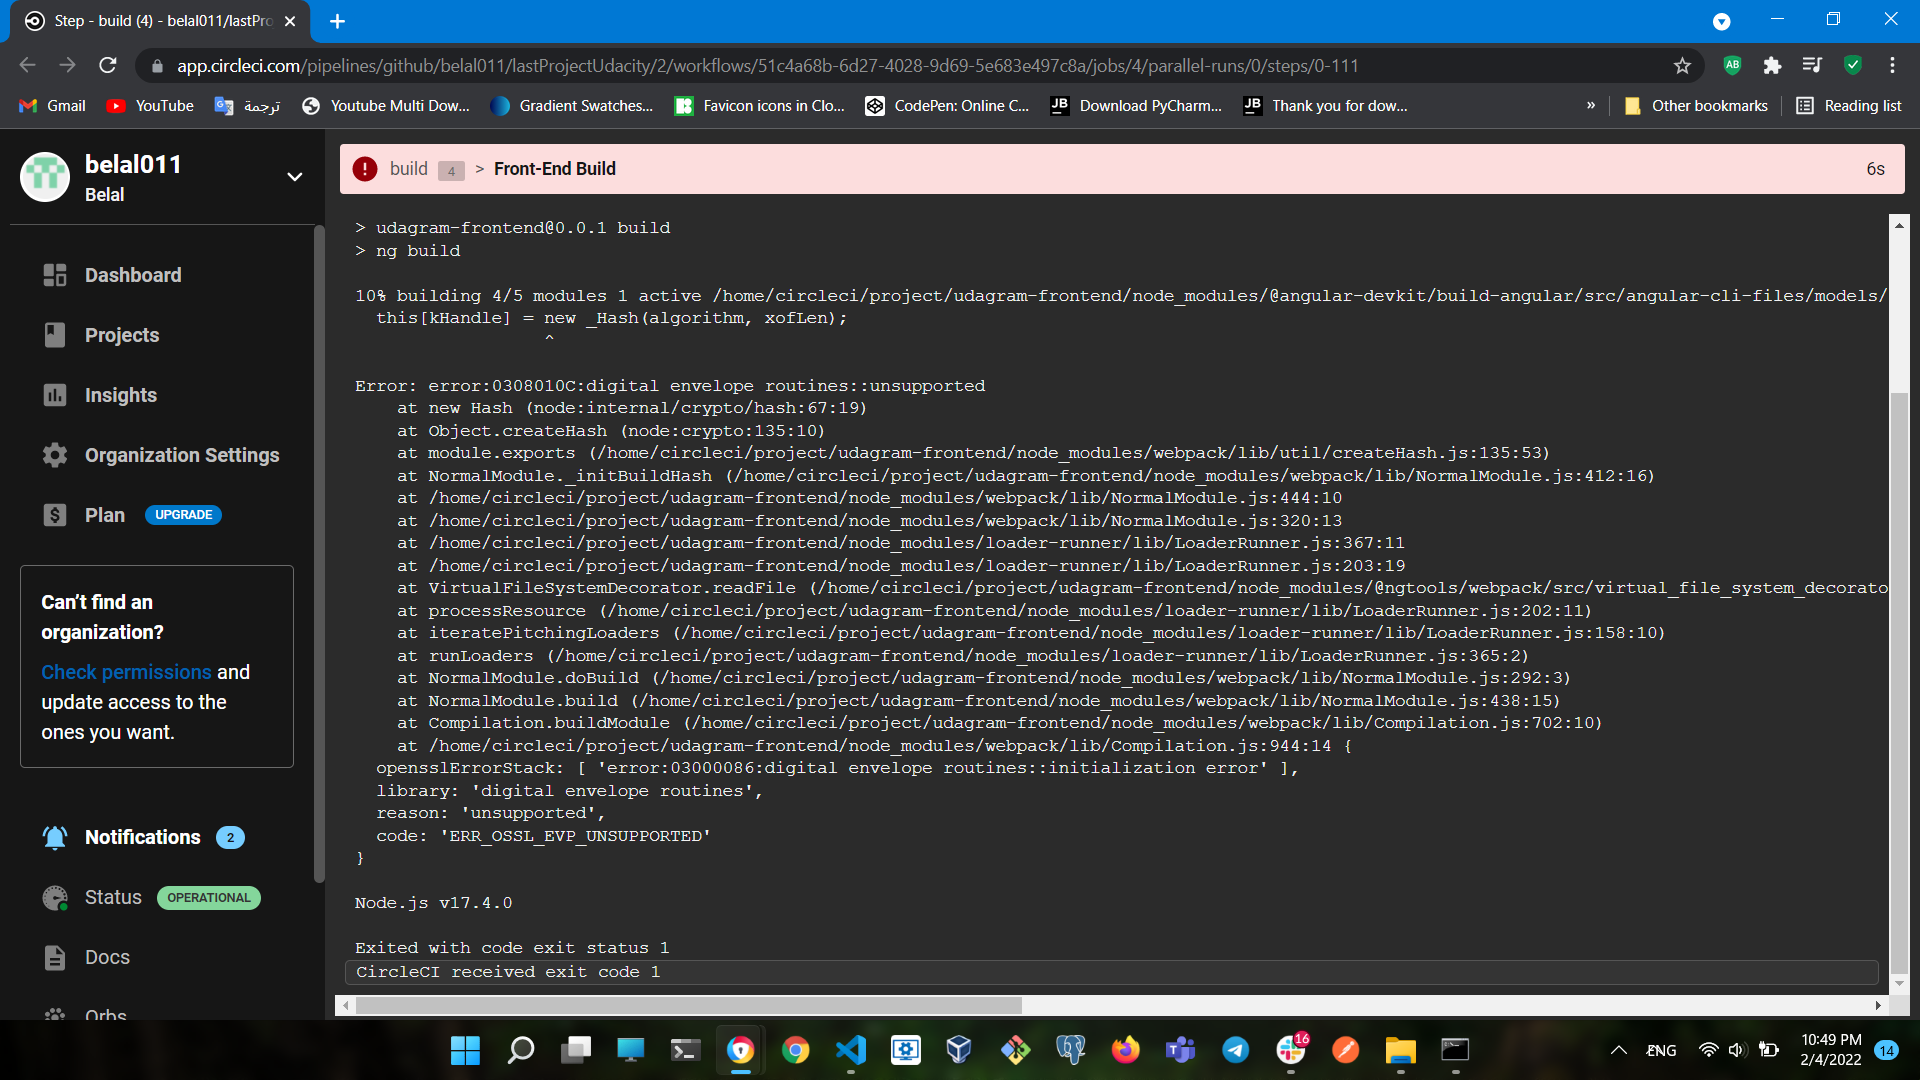 Step - build (4) - belal011/lastPro
app.circleci.com/pipelines/github/belal011/lastProjectUdacity/2/workflows/51c4a68b-6d27-4028-9d69-5e683e497c8a/jobs/4/parallel-runs/0/steps/0-111
Gmail YouTube ترجمة Youtube Multi Dow... Gradient Swatches... Favicon icons in Clo... CodePen: Online C... JB Download PyCharm... JB Thank you for dow... » Other bookmarks Reading list
belal011
Belal
Dashboard
Projects
Insights
Organization Settings
Plan UPGRADE
Can't find an
organization?
Check permissions and
update access to the
ones you want.
Notifications 2
Status OPERATIONAL
Docs
Orbs
build 4 > Front-End Build 6s
> udagram-frontend@0.0.1 build
> ng build
10% building 4/5 modules 1 active /home/circleci/project/udagram-frontend/node_modules/@angular-devkit/build-angular/src/angular-cli-files/models/
this[kHandle] = new _Hash(algorithm, xofLen);
^
Error: error:0308010C:digital envelope routines::unsupported
at new Hash (node:internal/crypto/hash:67:19)
at Object.createHash (node:crypto:135:10)
at module.exports (/home/circleci/project/udagram-frontend/node_modules/webpack/lib/util/createHash.js:135:53)
at NormalModule._initBuildHash (/home/circleci/project/udagram-frontend/node_modules/webpack/lib/NormalModule.js:412:16)
at /home/circleci/project/udagram-frontend/node_modules/webpack/lib/NormalModule.js:444:10
at /home/circleci/project/udagram-frontend/node_modules/webpack/lib/NormalModule.js:320:13
at /home/circleci/project/udagram-frontend/node_modules/loader-runner/lib/LoaderRunner.js:367:11
at /home/circleci/project/udagram-frontend/node_modules/loader-runner/lib/LoaderRunner.js:203:19
at VirtualFileSystemDecorator.readFile (/home/circleci/project/udagram-frontend/node_modules/@ngtools/webpack/src/virtual_file_system_decorato
at processResource (/home/circleci/project/udagram-frontend/node_modules/loader-runner/lib/LoaderRunner.js:202:11)
at iteratePitchingLoaders (/home/circleci/project/udagram-frontend/node_modules/loader-runner/lib/LoaderRunner.js:158:10)
at runLoaders (/home/circleci/project/udagram-frontend/node_modules/loader-runner/lib/LoaderRunner.js:365:2)
at NormalModule.doBuild (/home/circleci/project/udagram-frontend/node_modules/webpack/lib/NormalModule.js:292:3)
at NormalModule.build (/home/circleci/project/udagram-frontend/node_modules/webpack/lib/NormalModule.js:438:15)
at Compilation.buildModule (/home/circleci/project/udagram-frontend/node_modules/webpack/lib/Compilation.js:702:10)
at /home/circleci/project/udagram-frontend/node_modules/webpack/lib/Compilation.js:944:14 {
opensslErrorStack: [ 'error:03000086:digital envelope routines::initialization error' ],
library: 'digital envelope routines',
reason: 'unsupported',
code: 'ERR_OSSL_EVP_UNSUPPORTED'
}
Node.js v17.4.0
Exited with code exit status 1
CircleCI received exit code 1
16
ENG
10:49 PM
2/4/2022
14